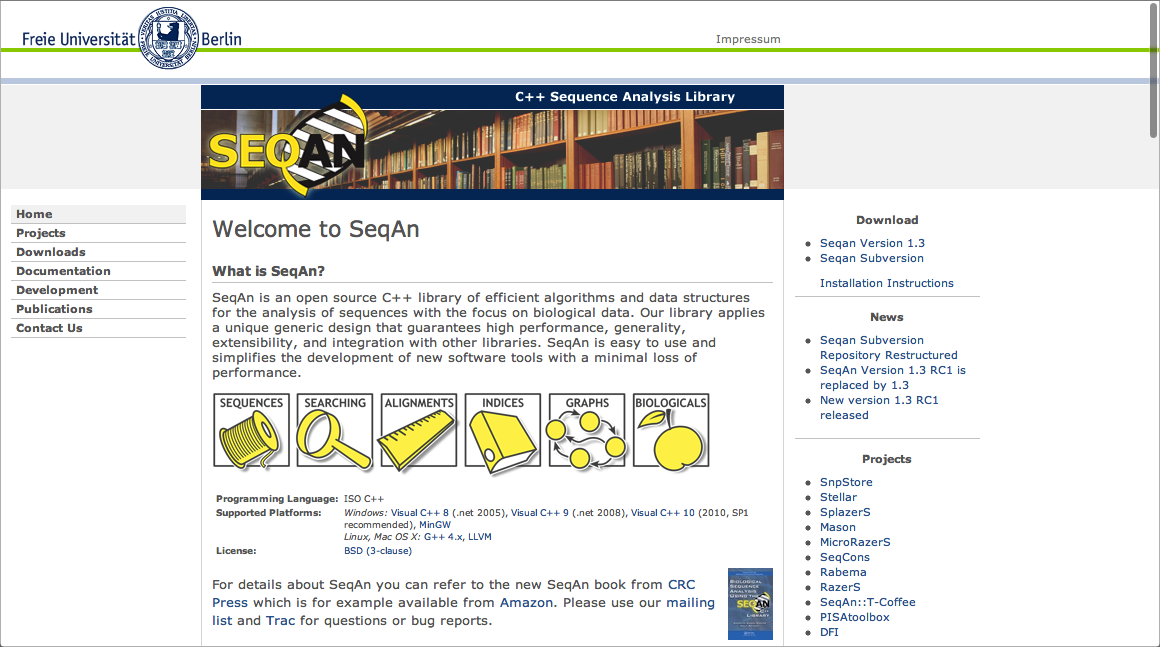 Freie Universität Berlin
Impressum
C++ Sequence Analysis Library
SEQAN
Home
Projects
Downloads
Documentation
Development
Publications
Contact Us
Welcome to SeqAn
What is SeqAn?
SeqAn is an open source C++ library of efficient algorithms and data structures
for the analysis of sequences with the focus on biological data. Our library applies
a unique generic design that guarantees high performance, generality,
extensibility, and integration with other libraries. SeqAn is easy to use and
simplifies the development of new software tools with a minimal loss of
performance.
SEQUENCES SEARCHING ALIGNMENTS INDICES GRAPHS BIOLOGICALS
Programming Language: ISO C++
Supported Platforms: Windows: Visual C++ 8 (.net 2005), Visual C++ 9 (.net 2008), Visual C++ 10 (2010, SP1
recommended), MinGW
Linux, Mac OS X: G++ 4.x, LLVM
License: BSD (3-clause)
For details about SeqAn you can refer to the new SeqAn book from CRC
Press which is for example available from Amazon. Please use our mailing
list and Trac for questions or bug reports.
BIOLOGICAL
SEQUENCE
ANALYSIS
USING THE
SEQAN
C++
LIBRARY
Download
Seqan Version 1.3
Seqan Subversion
Installation Instructions
News
Seqan Subversion
Repository Restructured
SeqAn Version 1.3 RC1 is
replaced by 1.3
New version 1.3 RC1
released
Projects
SnpStore
Stellar
SplazerS
Mason
MicroRazerS
SeqCons
Rabema
RazerS
SeqAn::T-Coffee
PISAtoolbox
DFI